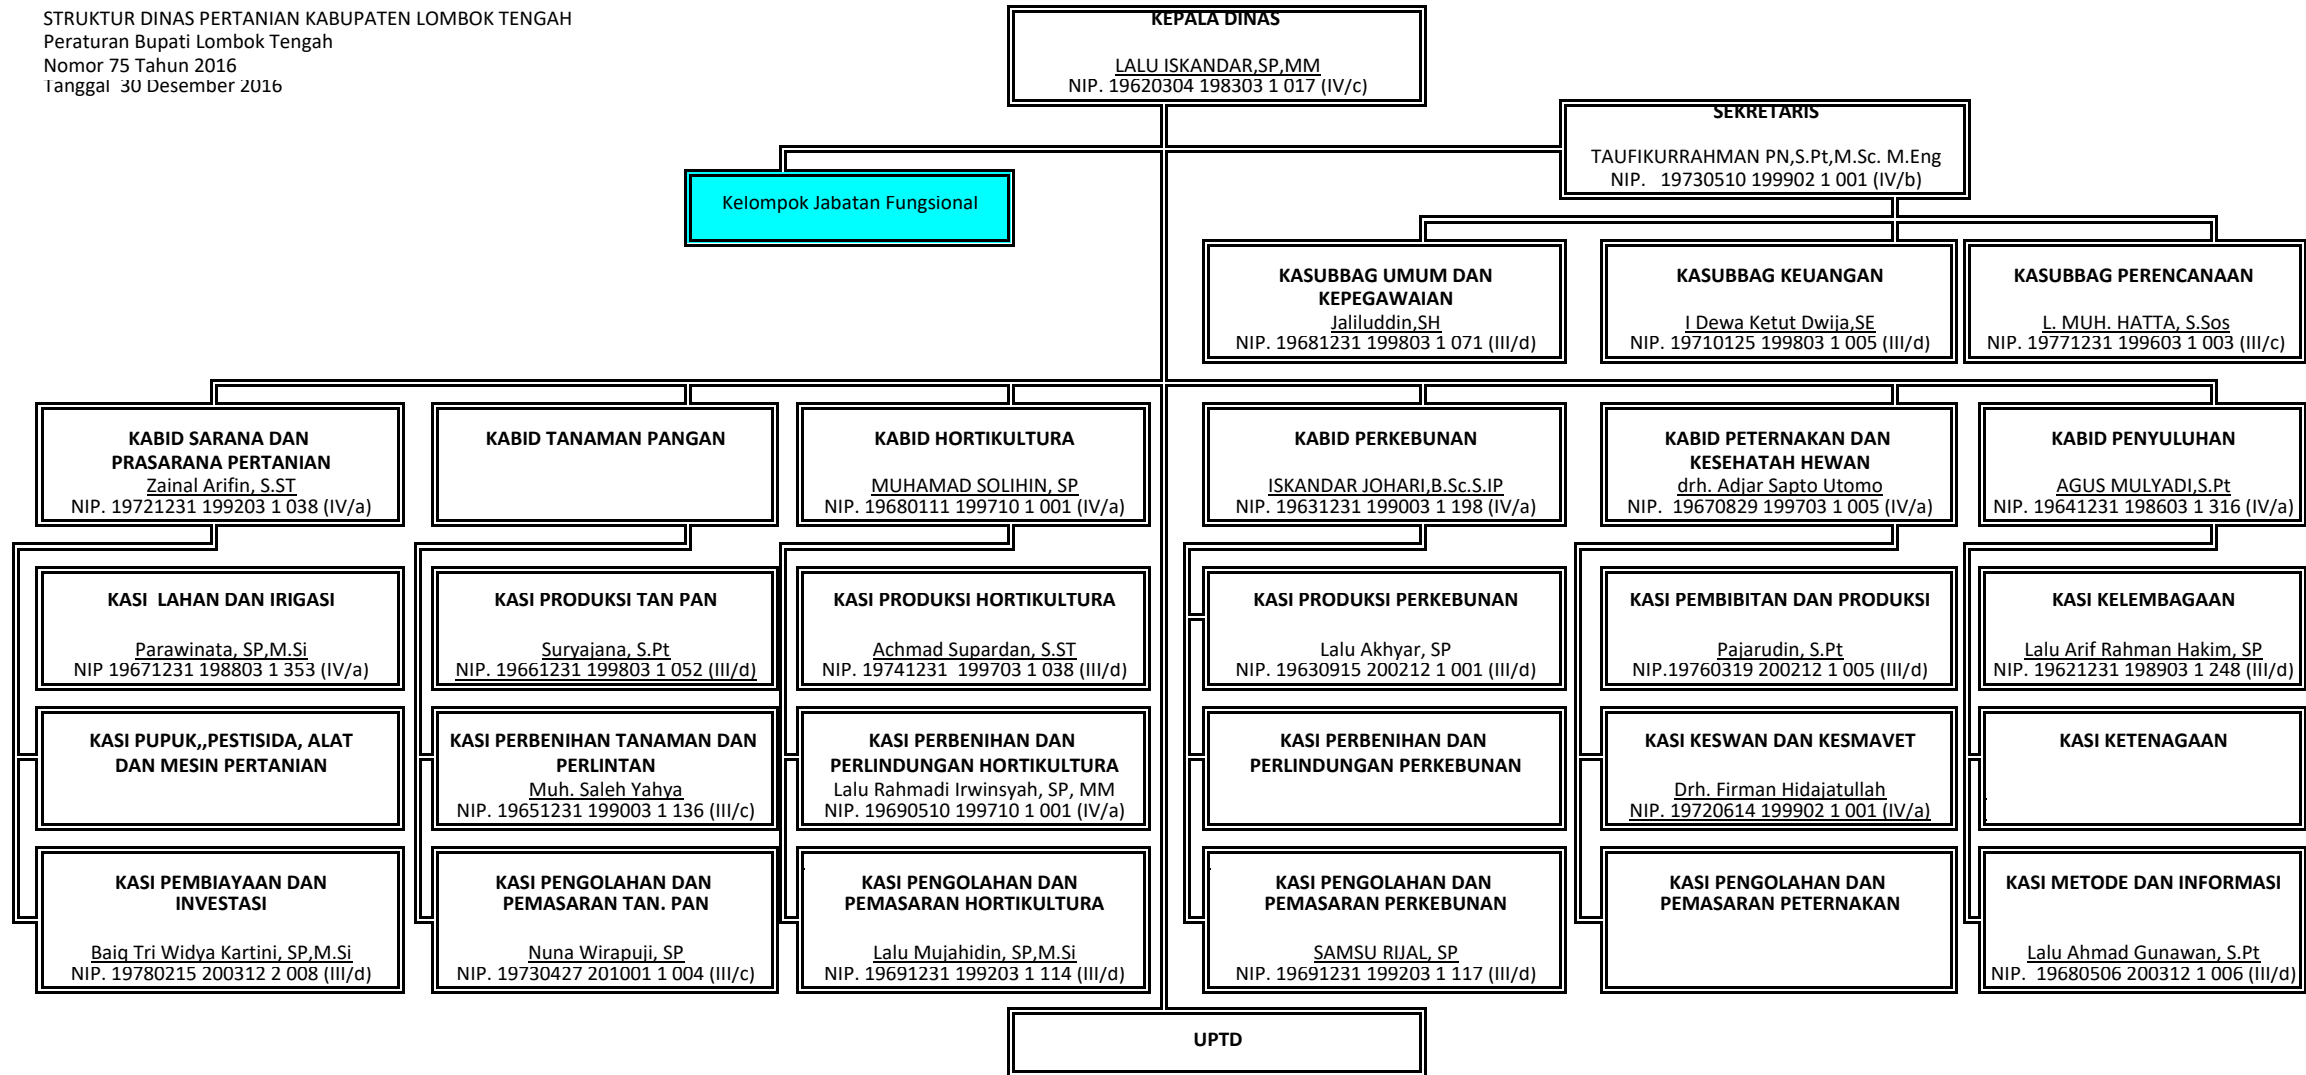 STRUKTUR DINAS PERTANIAN KABUPATEN LOMBOK TENGAH
Peraturan Bupati Lombok Tengah
Nomor 75 Tahun 2016
Tanggal 30 Desember 2016
KEPALA DINAS
LALU ISKANDAR,SP,MM
NIP. 19620304 198303 1 017 (IV/c)
SEKRETARIS
TAUFIKURRAHMAN PN,S.Pt,M.Sc. M.Eng
NIP. 19730510 199902 1 001 (IV/b)
Kelompok Jabatan Fungsional
KASUBBAG UMUM DAN
KEPEGAWAIAN
Jaliluddin,SH
NIP. 19681231 199803 1 071 (III/d)
KASUBBAG KEUANGAN
I Dewa Ketut Dwija,SE
NIP. 19710125 199803 1 005 (III/d)
KASUBBAG PERENCANAAN
L. MUH. HATTA, S.Sos
NIP. 19771231 199603 1 003 (III/c)
KABID SARANA DAN
PRASARANA PERTANIAN
Zainal Arifin, S.ST
NIP. 19721231 199203 1 038 (IV/a)
KABID TANAMAN PANGAN
KABID HORTIKULTURA
MUHAMAD SOLIHIN, SP
NIP. 19680111 199710 1 001 (IV/a)
KABID PERKEBUNAN
ISKANDAR JOHARI,B.Sc.S.IP
NIP. 19631231 199003 1 198 (IV/a)
KABID PETERNAKAN DAN
KESEHATAH HEWAN
drh. Adjar Sapto Utomo
NIP. 19670829 199703 1 005 (IV/a)
KABID PENYULUHAN
AGUS MULYADI,S.Pt
NIP. 19641231 198603 1 316 (IV/a)
KASI LAHAN DAN IRIGASI
Parawinata, SP,M.Si
NIP 19671231 198803 1 353 (IV/a)
KASI PRODUKSI TAN PAN
Suryajana, S.Pt
NIP. 19661231 199803 1 052 (III/d)
KASI PRODUKSI HORTIKULTURA
Achmad Supardan, S.ST
NIP. 19741231 199703 1 038 (III/d)
KASI PRODUKSI PERKEBUNAN
Lalu Akhyar, SP
NIP. 19630915 200212 1 001 (III/d)
KASI PEMBIBITAN DAN PRODUKSI
Pajarudin, S.Pt
NIP.19760319 200212 1 005 (III/d)
KASI KELEMBAGAAN
Lalu Arif Rahman Hakim, SP
NIP. 19621231 198903 1 248 (III/d)
KASI PUPUK,,PESTISIDA, ALAT
DAN MESIN PERTANIAN
KASI PERBENIHAN TANAMAN DAN
PERLINTAN
Muh. Saleh Yahya
NIP. 19651231 199003 1 136 (III/c)
KASI PERBENIHAN DAN
PERLINDUNGAN HORTIKULTURA
Lalu Rahmadi Irwinsyah, SP, MM
NIP. 19690510 199710 1 001 (IV/a)
KASI PERBENIHAN DAN
PERLINDUNGAN PERKEBUNAN
KASI KESWAN DAN KESMAVET
Drh. Firman Hidajatullah
NIP. 19720614 199902 1 001 (IV/a)
KASI KETENAGAAN
KASI PEMBIAYAAN DAN
INVESTASI
Baiq Tri Widya Kartini, SP,M.Si
NIP. 19780215 200312 2 008 (III/d)
KASI PENGOLAHAN DAN
PEMASARAN TAN. PAN
Nuna Wirapuji, SP
NIP. 19730427 201001 1 004 (III/c)
KASI PENGOLAHAN DAN
PEMASARAN HORTIKULTURA
Lalu Mujahidin, SP,M.Si
NIP. 19691231 199203 1 114 (III/d)
KASI PENGOLAHAN DAN
PEMASARAN PERKEBUNAN
SAMSU RIJAL, SP
NIP. 19691231 199203 1 117 (III/d)
KASI PENGOLAHAN DAN
PEMASARAN PETERNAKAN
KASI METODE DAN INFORMASI
Lalu Ahmad Gunawan, S.Pt
NIP. 19680506 200312 1 006 (III/d)
UPTD